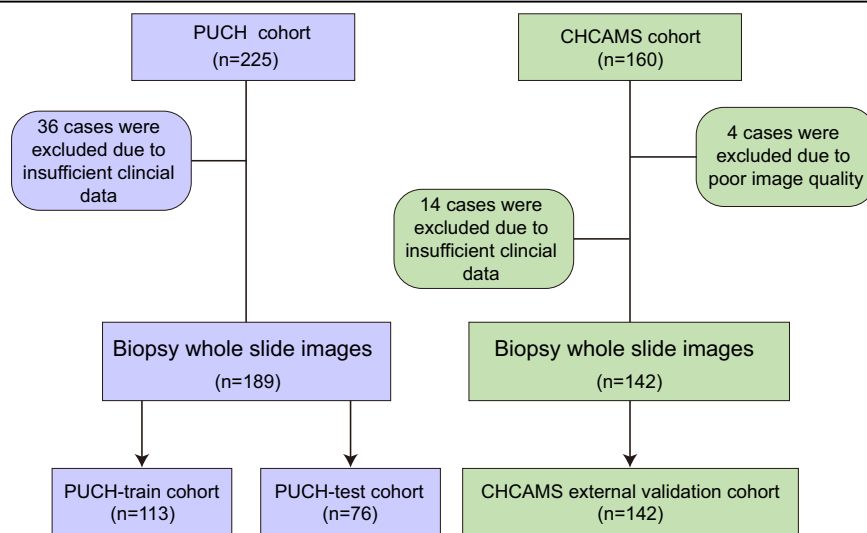 PUCH cohort
(n=225)
CHCAMS cohort
(n=160)
36 cases were
excluded due to
insufficient clincial
data
4 cases were
excluded due to
poor image quality
14 cases were
excluded due to
insufficient clincial
data
Biopsy whole slide images
(n=189)
Biopsy whole slide images
(n=142)
PUCH-train cohort
(n=113)
PUCH-test cohort
(n=76)
CHCAMS external validation cohort
(n=142)